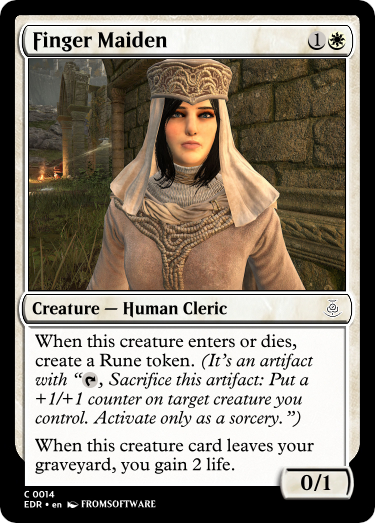 Finger Maiden 1
Creature — Human Cleric
When this creature enters or dies,
create a Rune token. (It's an artifact
with “, Sacrifice this artifact: Put a
+1/+1 counter on target creature you
control. Activate only as a sorcery.”)
When this creature card leaves your
graveyard, you gain 2 life.
0/1
C 0014
EDR • en FROMSOFTWARE